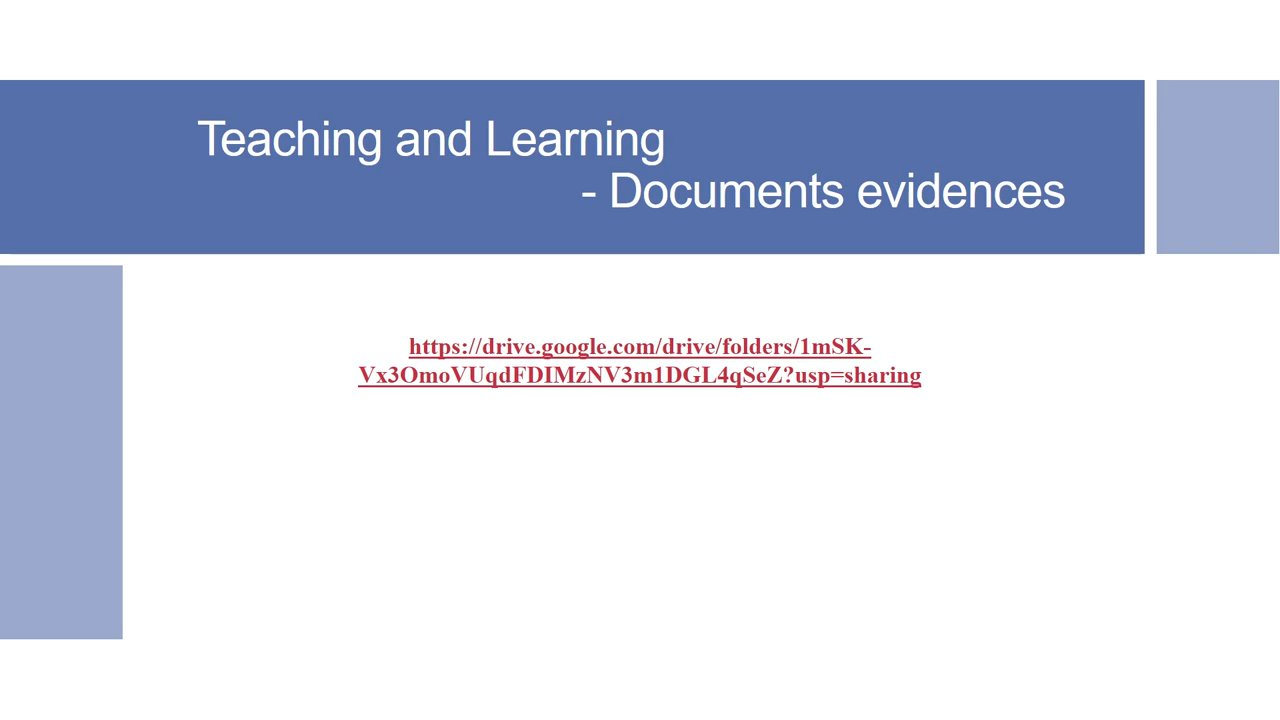 Teaching and Learning
- Documents evidences
https://drive.google.com/drive/folders/1mSK-
Vx3OmoVUqdFDIMzNV3m1DGL4qSeZ?usp=sharing